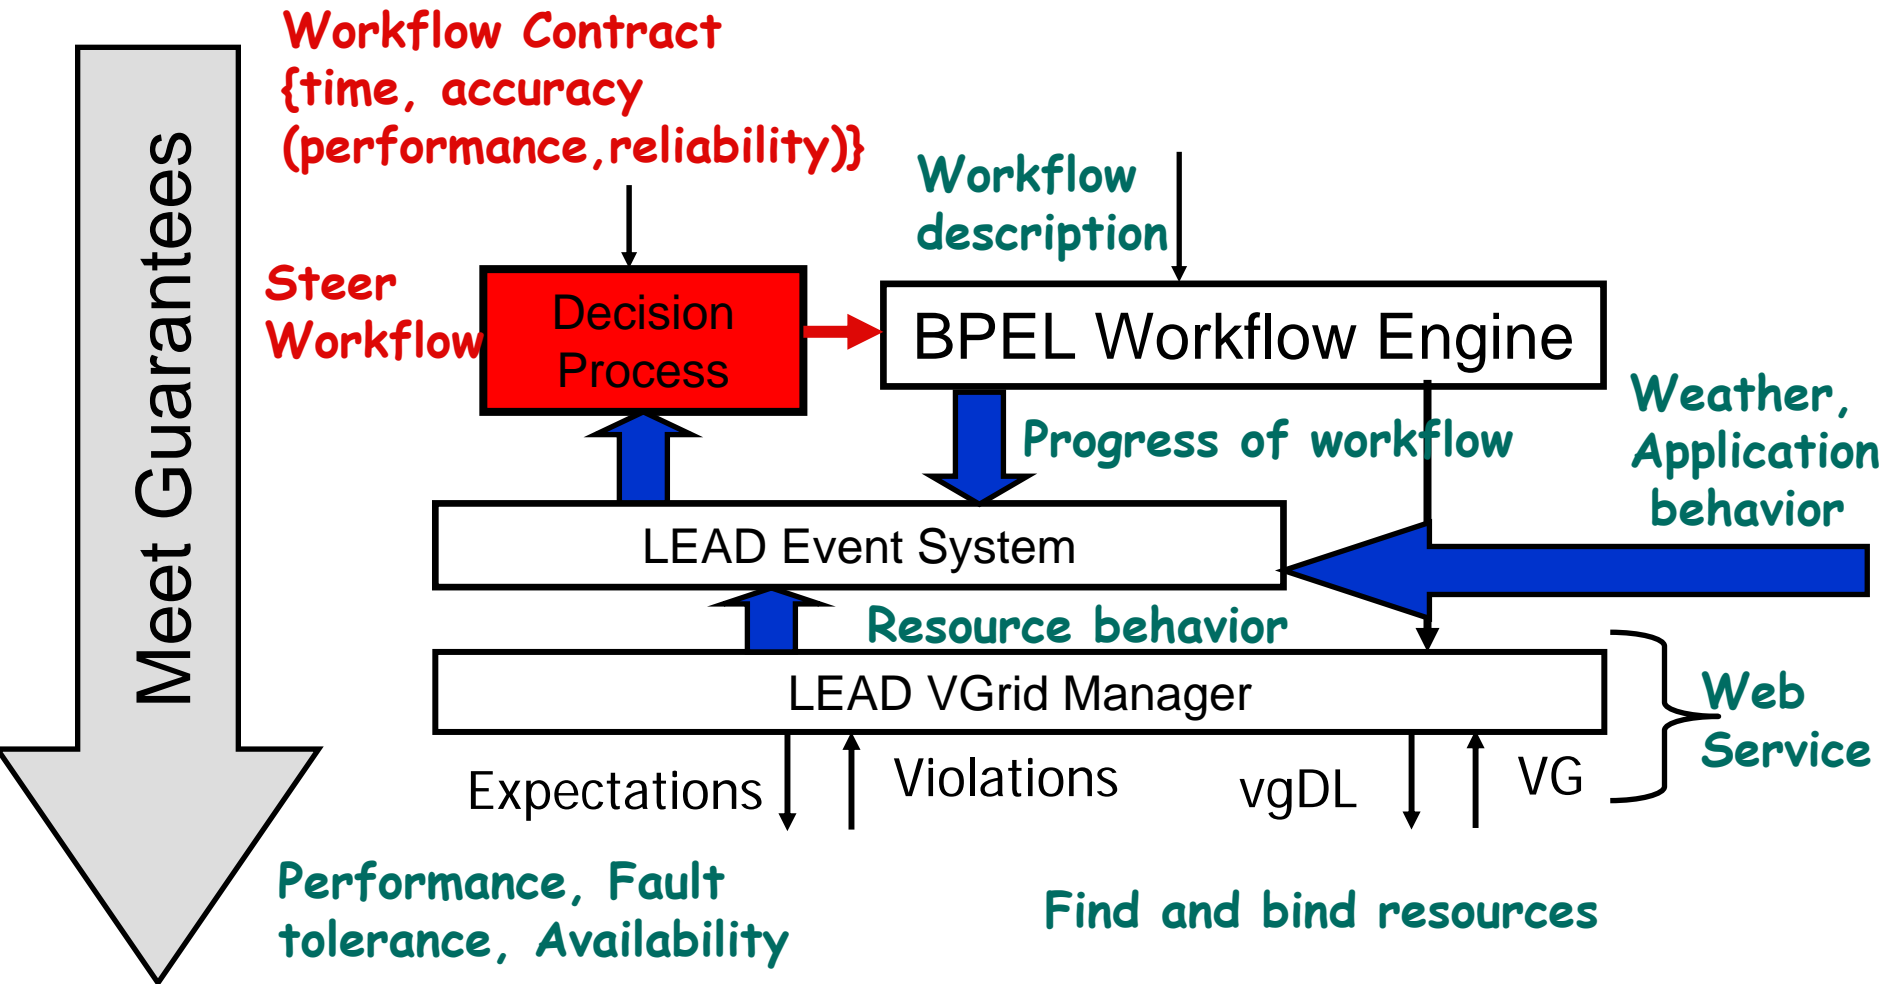 Workflow Contract
{time, accuracy
(performance,reliability)}
Meet Guarantees
Workflow
description
Steer
Workflow
Decision
Process
BPEL Workflow Engine
Weather,
Application
behavior
Progress of workflow
LEAD Event System
Resource behavior
LEAD VGrid Manager
Web
Service
Expectations
Violations
vgDL
VG
Performance, Fault
tolerance, Availability
Find and bind resources